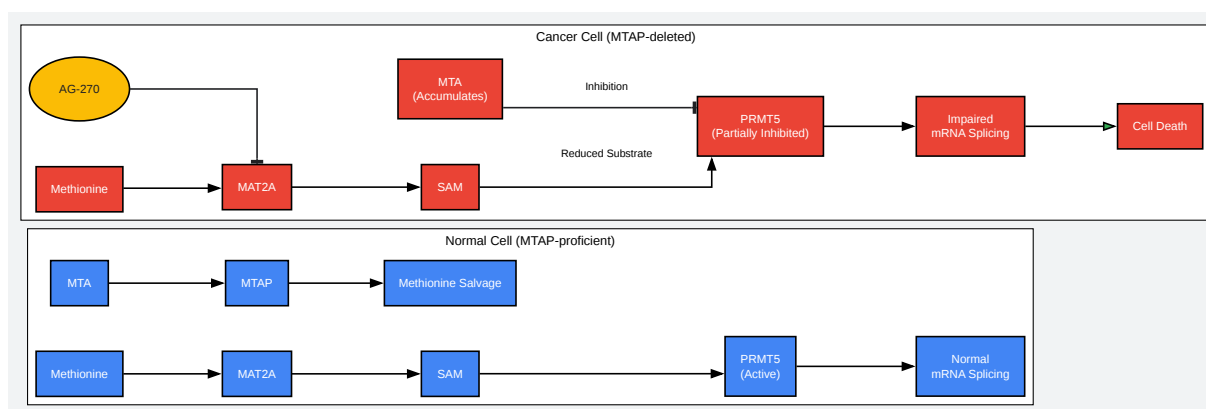 Cancer Cell (MTAP-deleted)
AG-270
MTA
(Accumulates)
Inhibition
PRMT5
(Partially Inhibited)
Impaired
mRNA Splicing
Cell Death
Reduced Substrate
Methionine
MAT2A
SAM
Normal Cell (MTAP-proficient)
MTA
MTAP
Methionine Salvage
Methionine
MAT2A
SAM
PRMT5
(Active)
Normal
mRNA Splicing